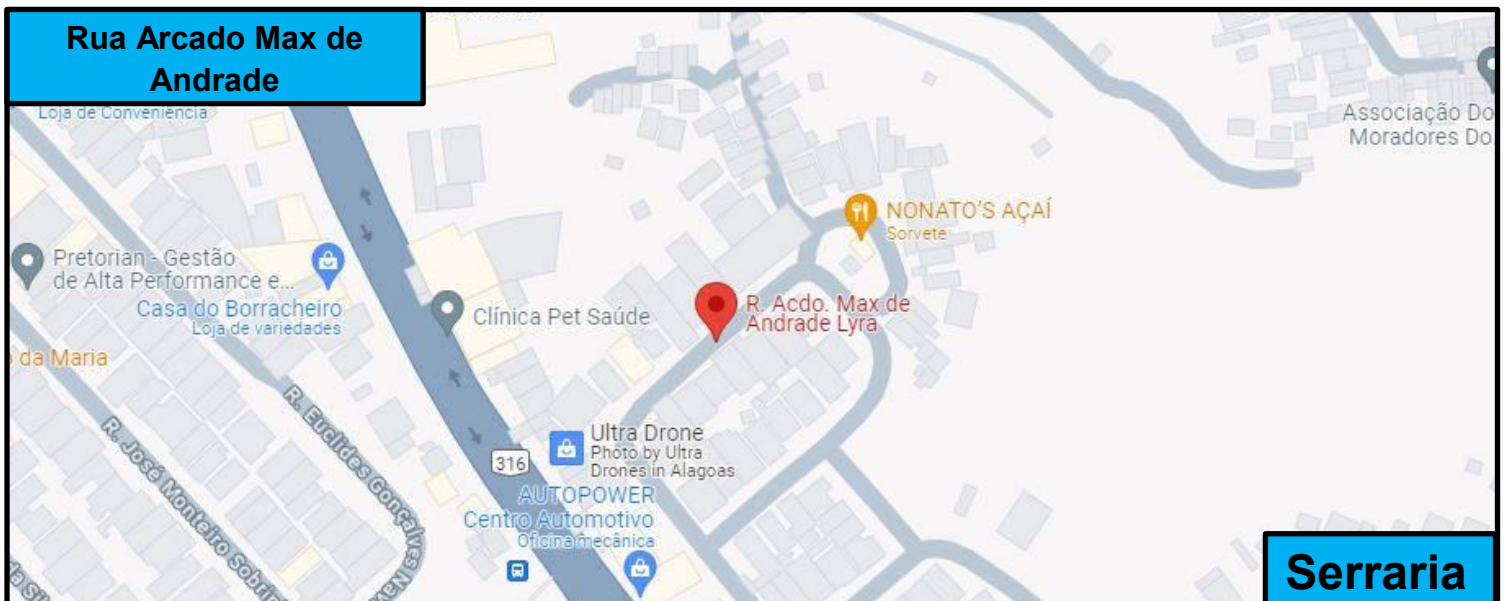 Rua Arcado Max de
Andrade
Loja de Conveniência
Associação Do
Moradores Do
NONATO'S AÇAÍ
Sorvete
Pretorian - Gestão
de Alta Performance e...
Casa do Borracheiro
Loja de variedades
Clínica Pet Saúde
R. Acdo. Max de
Andrade Lyra
da Maria
R. Euclides Gonçalves
R. José Monteiro Sobrin
Ultra Drone
Photo by Ultra
Drones in Alagoas
316
AUTOPOWER
Centro Automotivo
Oficina mecânica
Serraria